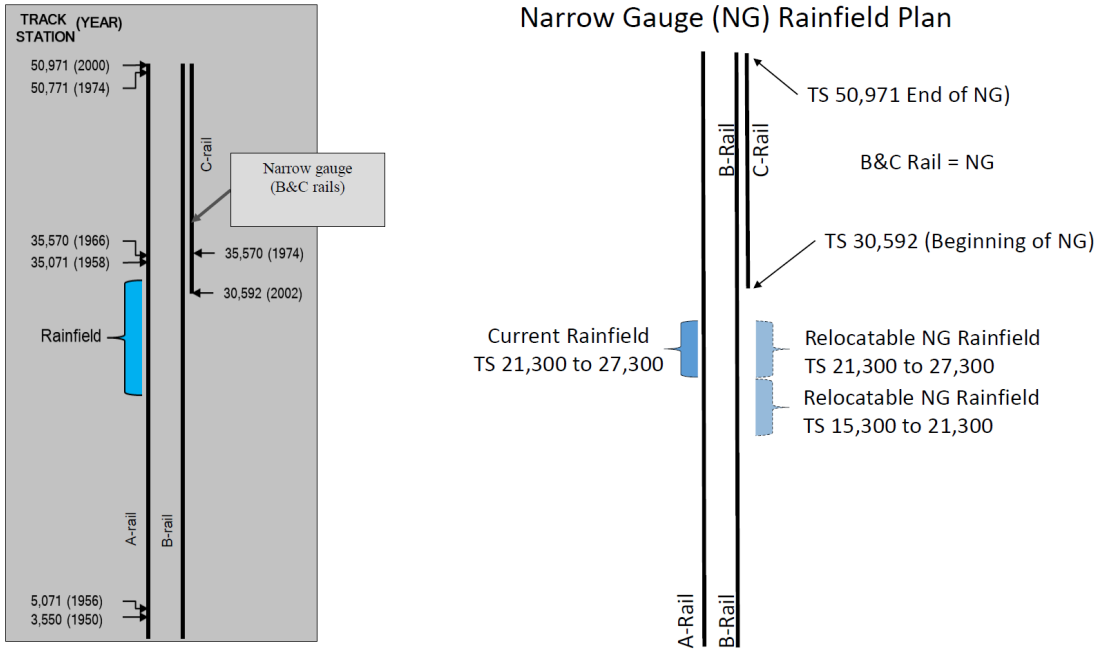 TRACK (YEAR)
STATION
50,971 (2000)
50,771 (1974)
C-rail
Narrow gauge
(B&C rails)
35,570 (1966)
35,071 (1958)
35,570 (1974)
30,592 (2002)
Rainfield
A-rail
B-rail
5,071 (1956)
3,550 (1950)
Narrow Gauge (NG) Rainfield Plan
TS 50,971 End of NG)
B-Rail
C-Rail
B&C Rail = NG
TS 30,592 (Beginning of NG)
Current Rainfield
TS 21,300 to 27,300
Relocatable NG Rainfield
TS 21,300 to 27,300
Relocatable NG Rainfield
TS 15,300 to 21,300
A-Rail
B-Rail